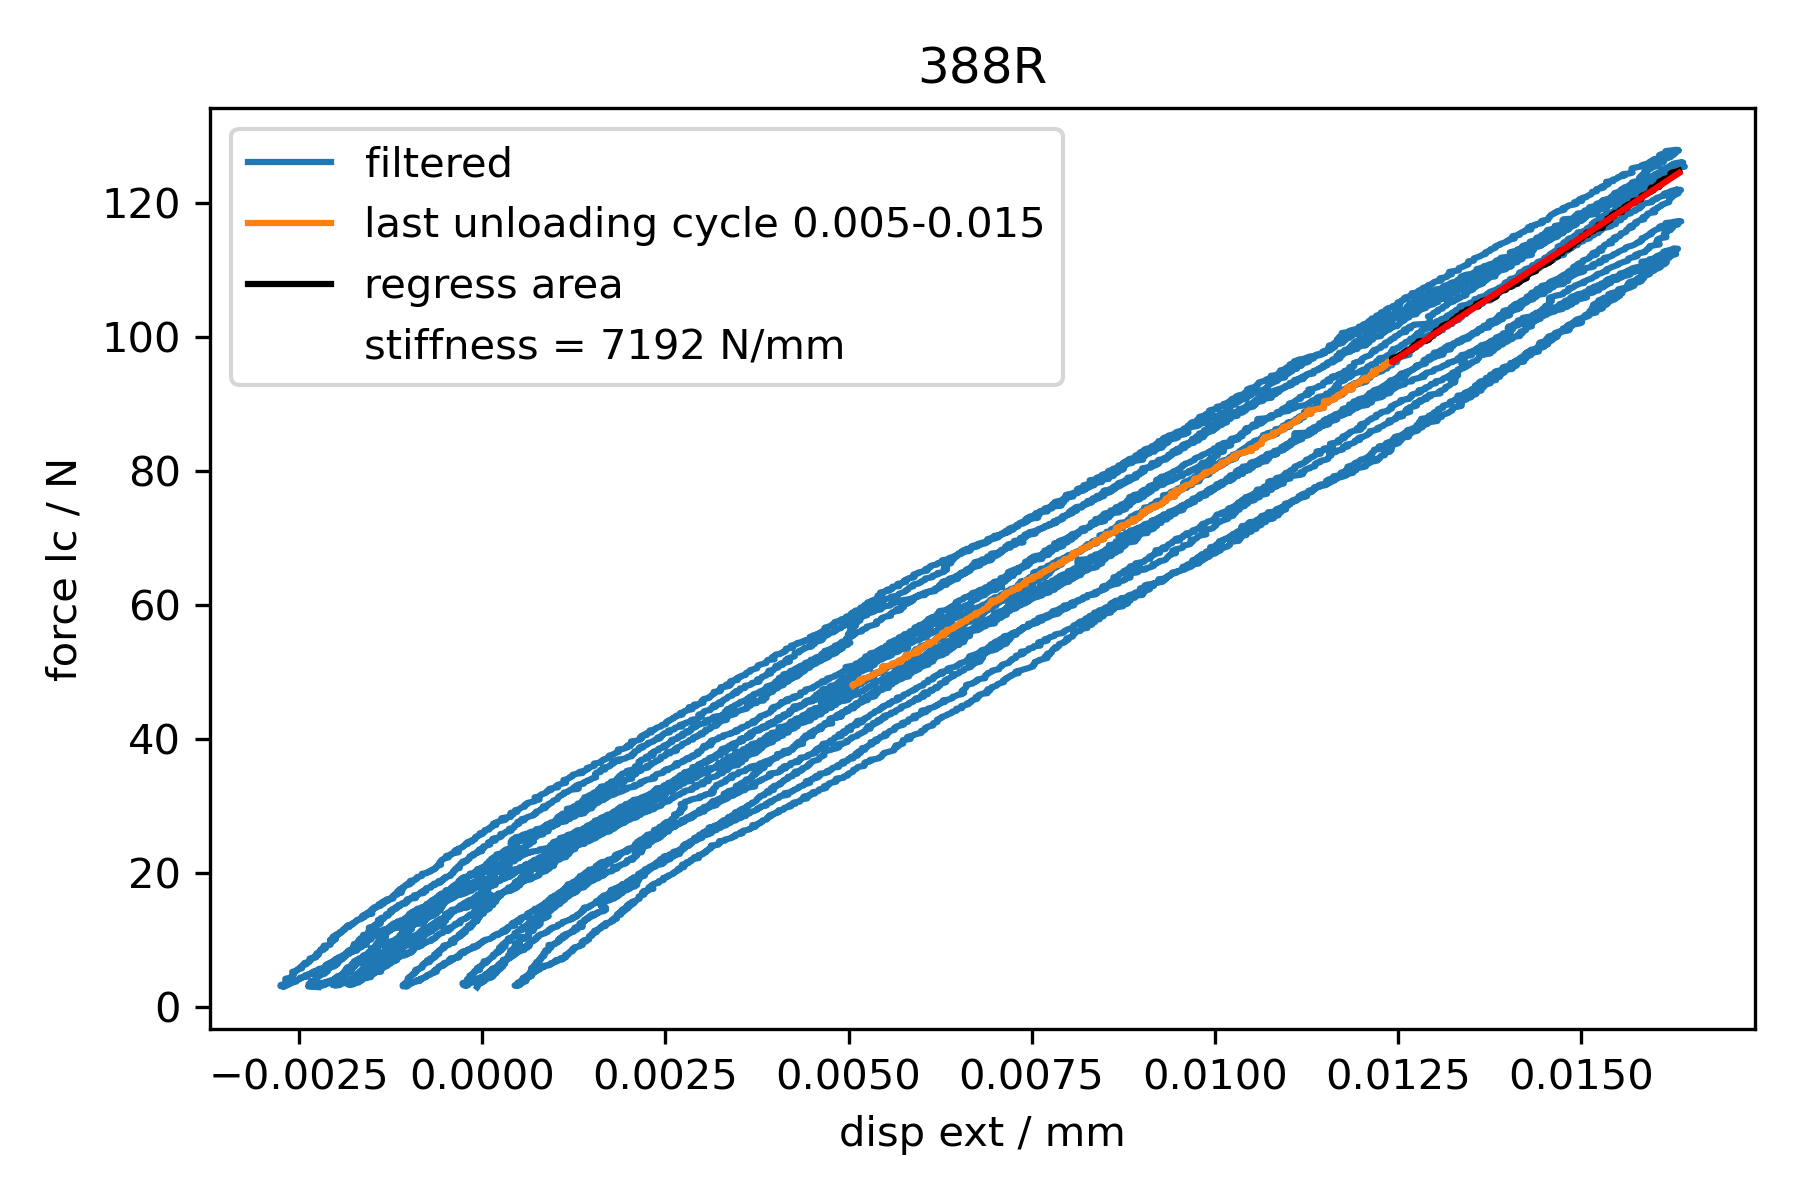 388R
filtered
last unloading cycle 0.005-0.015
regress area
stiffness = 7192 N/mm
120
100
80
60
40
20
0
force lc / N
−0.0025 0.0000 0.0025 0.0050 0.0075 0.0100 0.0125 0.0150
disp ext / mm